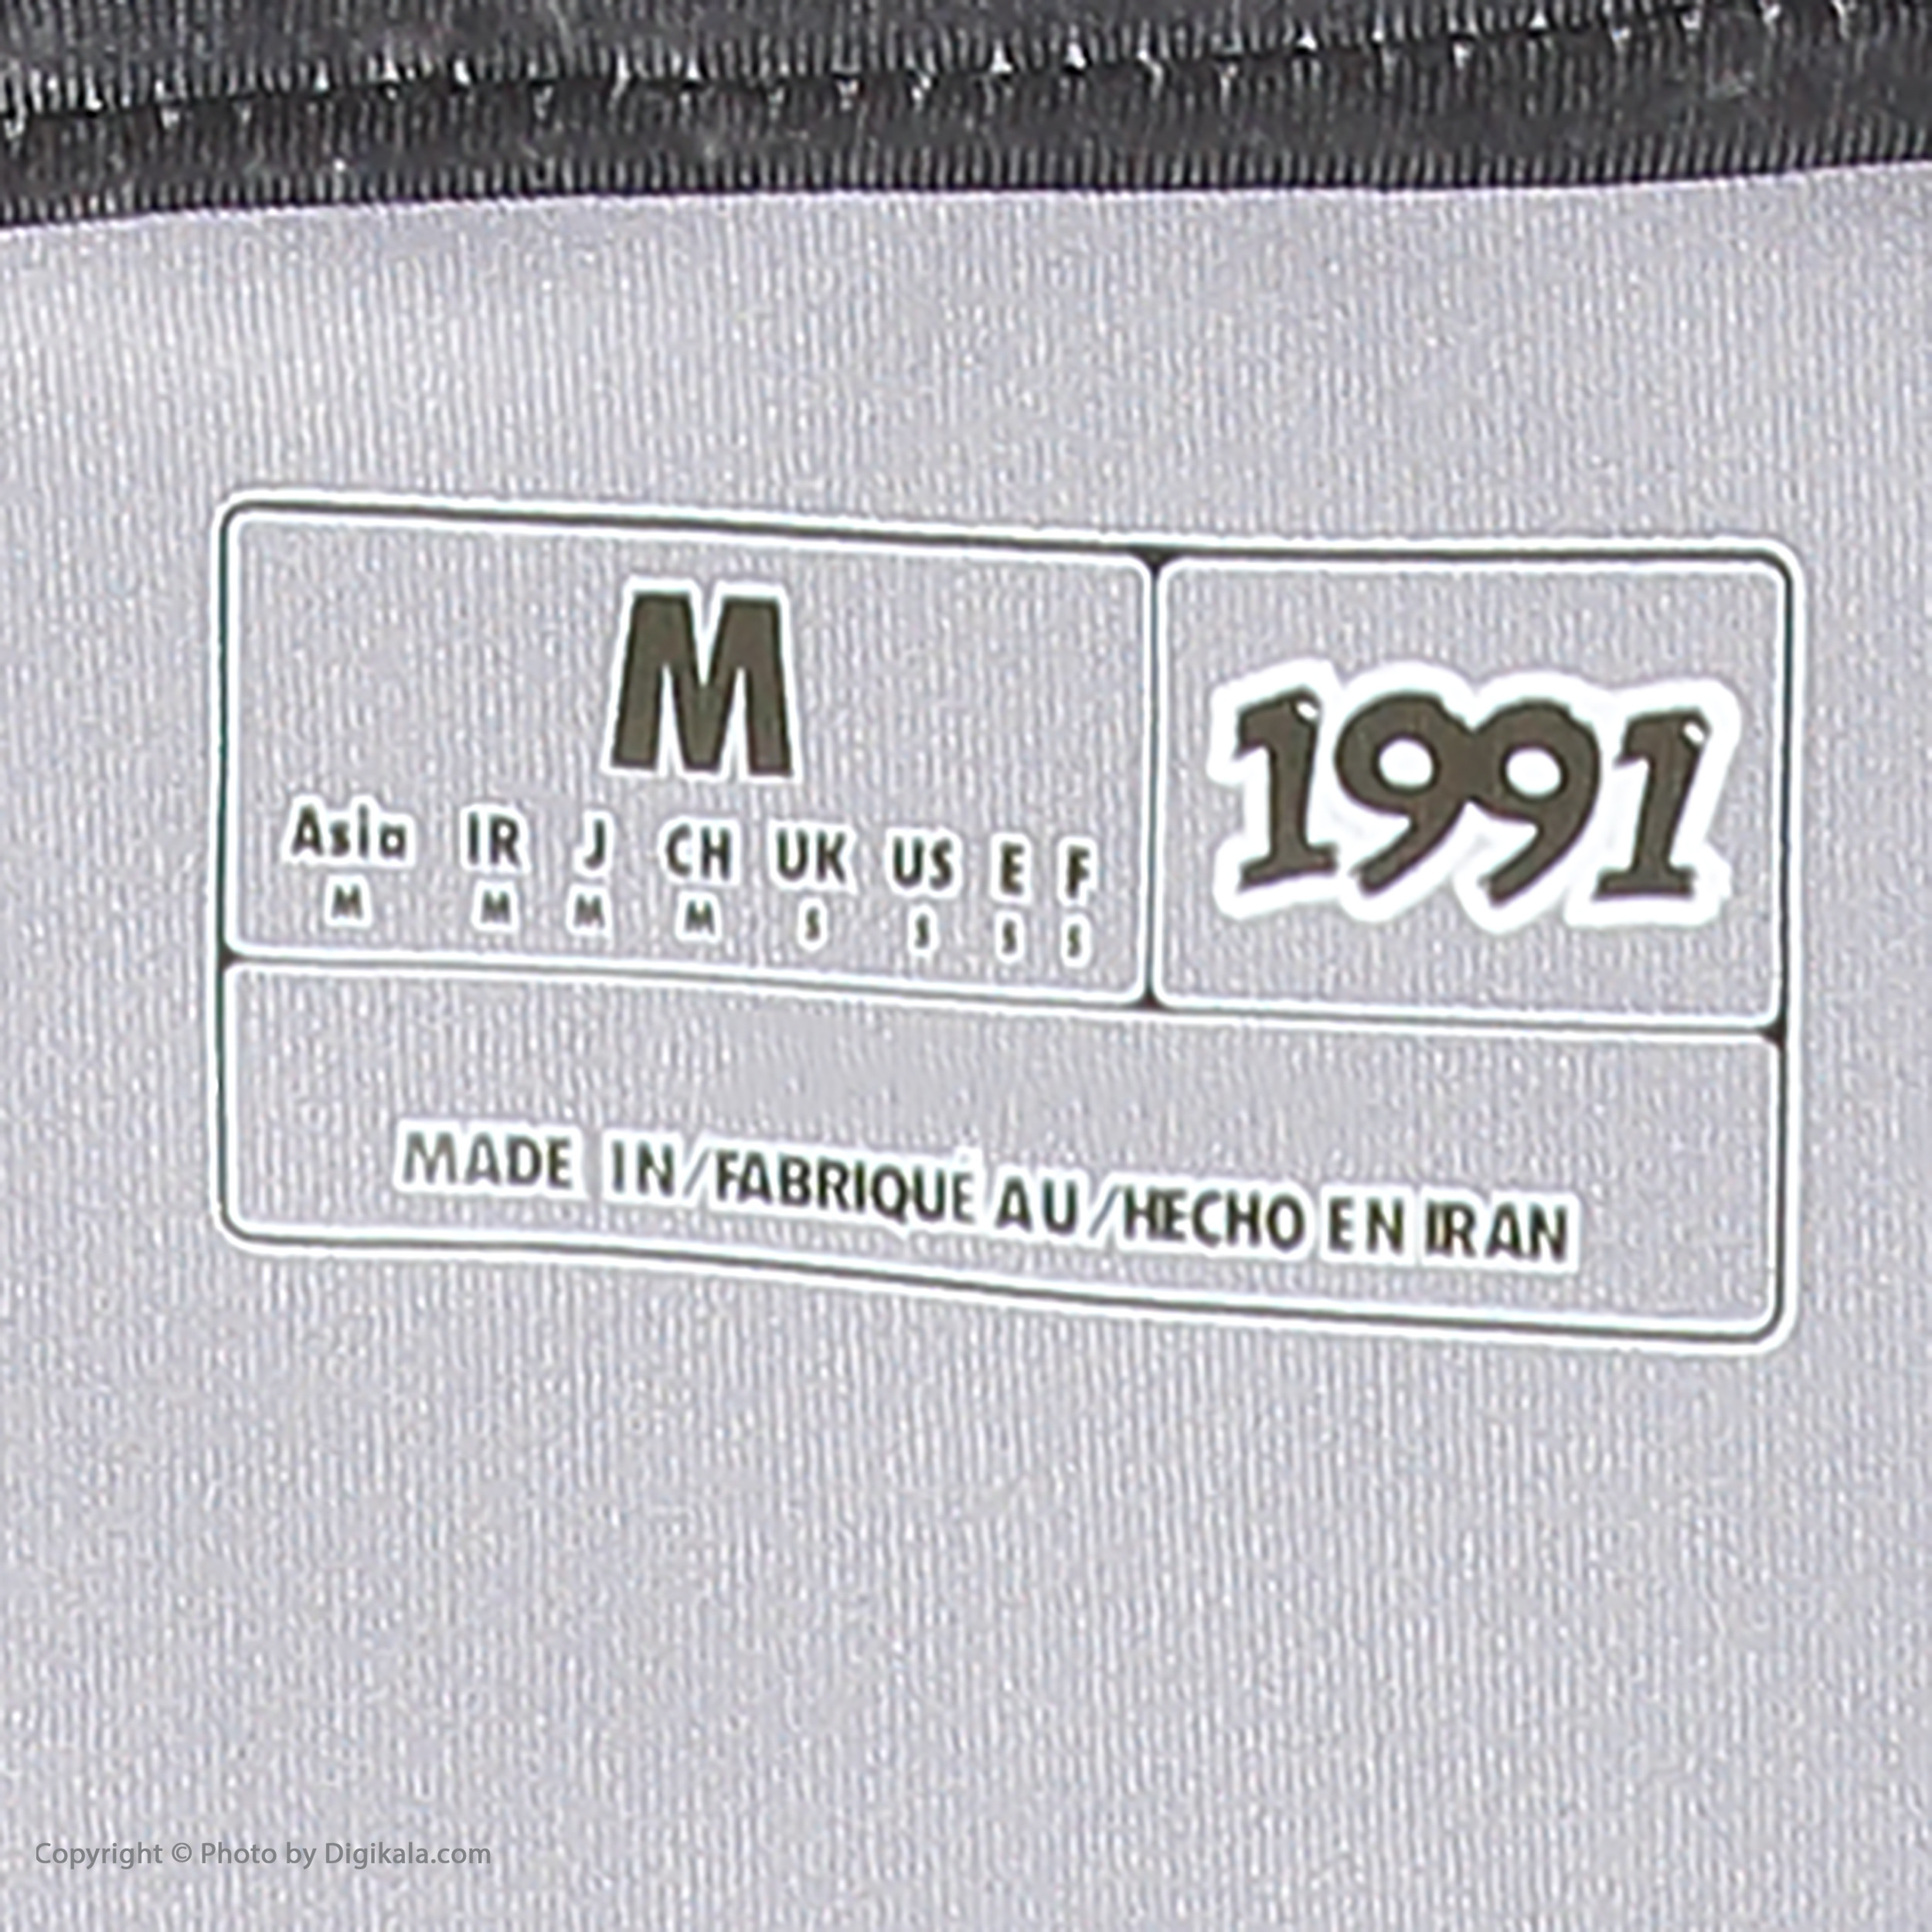 M
1991
Asia IR J CH UK US E F
M M M M S S S S
MADE IN/FABRIQUÉ AU/HECHO EN IRAN
Copyright © Photo by Digikala.com